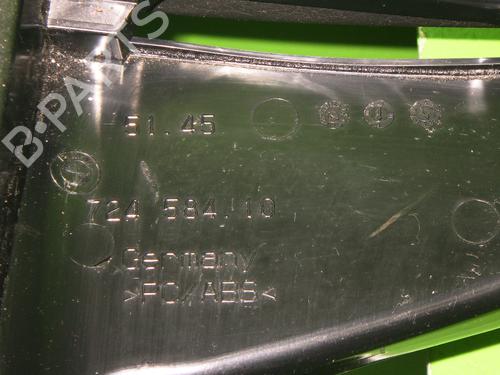 B-PARTS
51.45
724 584.10
Germany
>PC/ABS<